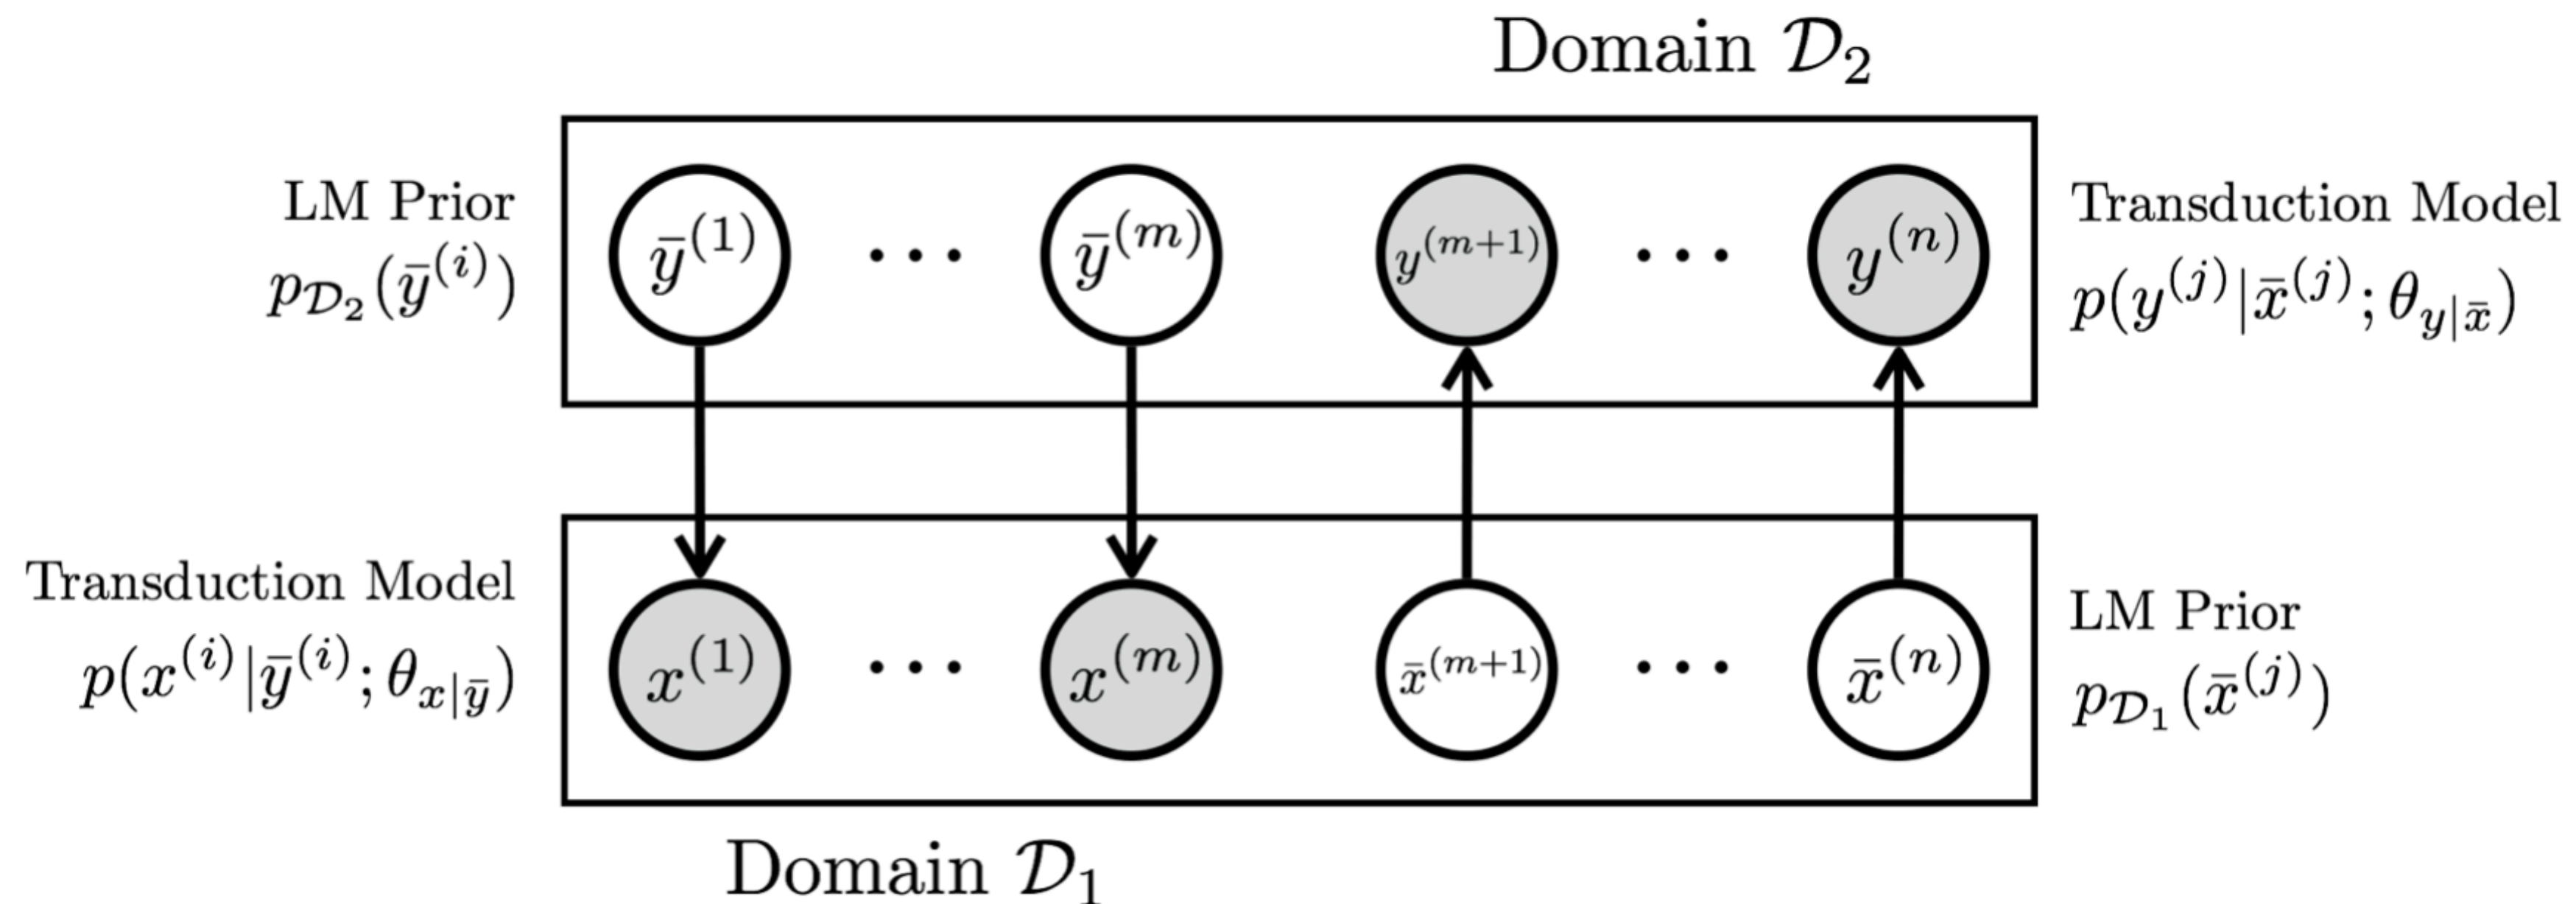 Domain 𝒟₂
LM Prior
p_{𝒟₂}(ȳ^{(i)})
ȳ^{(1)} ··· ȳ^{(m)} y^{(m+1)} ··· y^{(n)}
Transduction Model
p(y^{(j)}|x̄^{(j)}; θ_{y|x̄})
Transduction Model
p(x^{(i)}|ȳ^{(i)}; θ_{x|ȳ})
x^{(1)} ··· x^{(m)} x̄^{(m+1)} ··· x̄^{(n)}
LM Prior
p_{𝒟₁}(x̄^{(j)})
Domain 𝒟₁